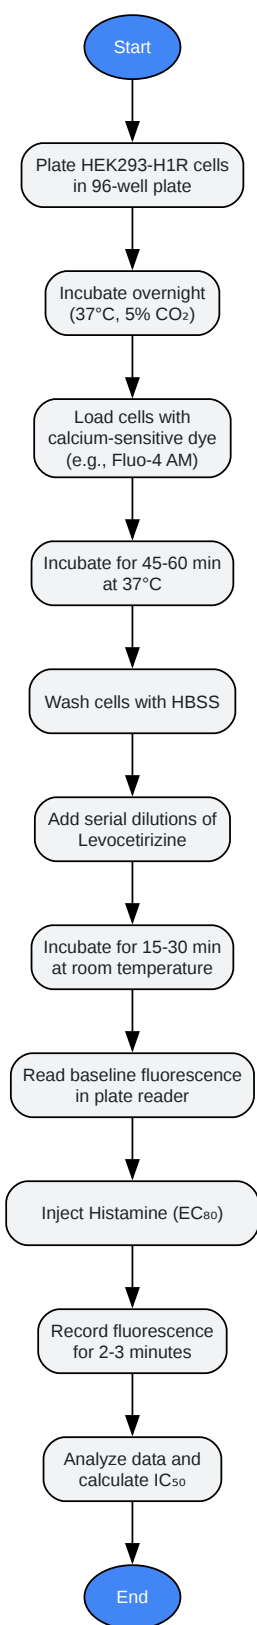 Start
Plate HEK293-H1R cells
in 96-well plate
Incubate overnight
(37°C, 5% CO₂)
Load cells with
calcium-sensitive dye
(e.g., Fluo-4 AM)
Incubate for 45-60 min
at 37°C
Wash cells with HBSS
Add serial dilutions of
Levocetirizine
Incubate for 15-30 min
at room temperature
Read baseline fluorescence
in plate reader
Inject Histamine (EC₈₀)
Record fluorescence
for 2-3 minutes
Analyze data and
calculate IC₅₀
End